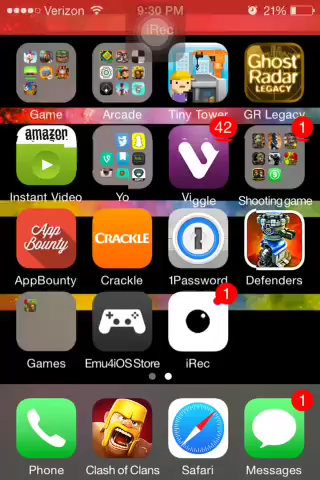 Verizon 9:30 PM 21%
iRec
Ghost
Radar
LEGACY
Game Arcade Tiny Tower GR Legacy
amazon 42 1
Instant Video Yo Viggle Shooting game
App
Bounty
CRACKLE
AppBounty Crackle 1Password Defenders
1
Games Emu4iOS Store iRec
1
Phone Clash of Clans Safari Messages